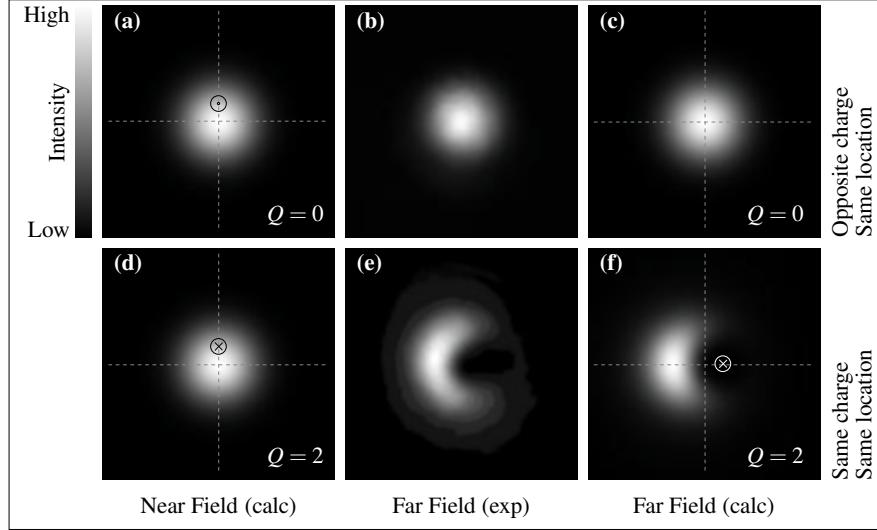 High
Intensity
Low
(a)
Q = 0
(b)
(c)
Q = 0
Opposite charge
Same location
(d)
Q = 2
(e)
(f)
Q = 2
Same charge
Same location
Near Field (calc)
Far Field (exp)
Far Field (calc)